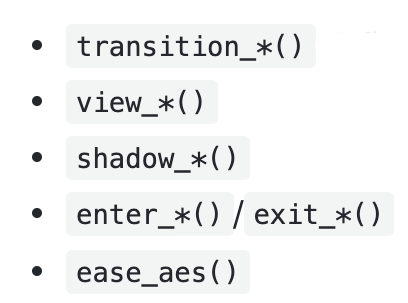 • transition_*()
• view_*()
• shadow_*()
• enter_*()/exit_*()
• ease_aes()